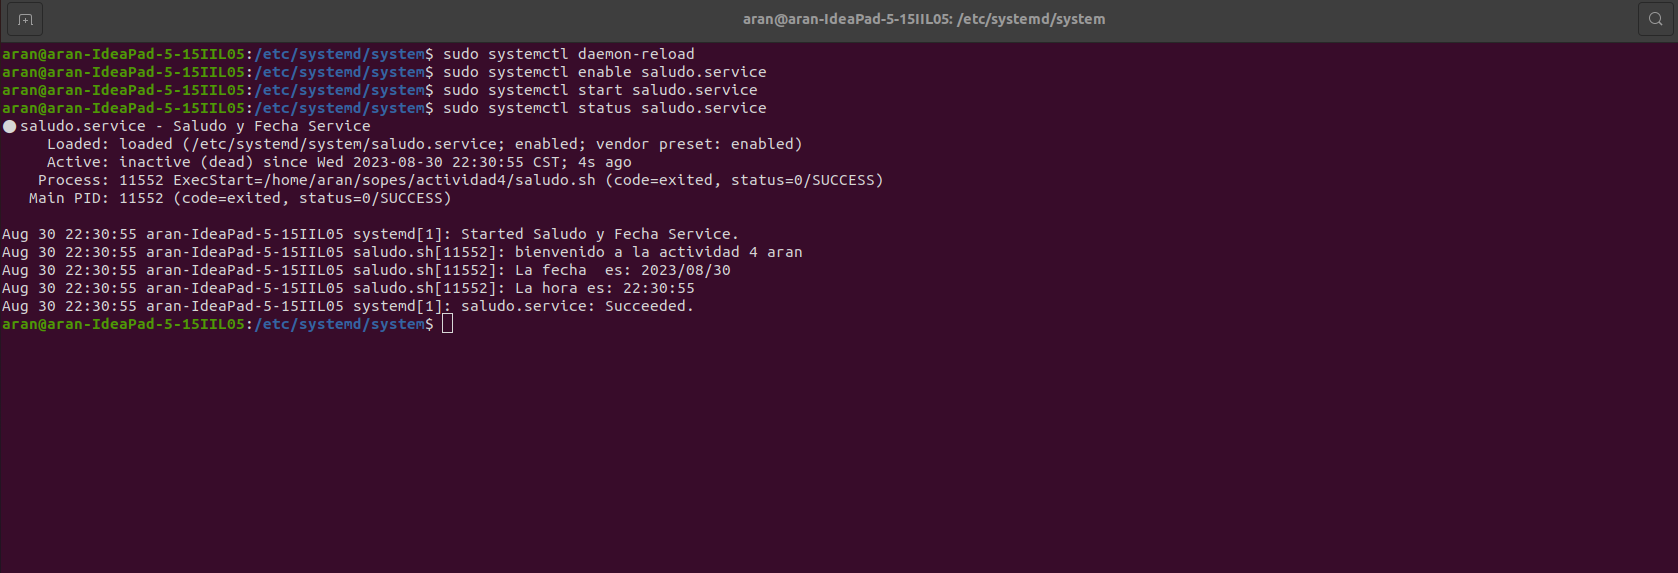 aran@aran-IdeaPad-5-15IIL05: /etc/systemd/system
aran@aran-IdeaPad-5-15IIL05:/etc/systemd/system$ sudo systemctl daemon-reload
aran@aran-IdeaPad-5-15IIL05:/etc/systemd/system$ sudo systemctl enable saludo.service
aran@aran-IdeaPad-5-15IIL05:/etc/systemd/system$ sudo systemctl start saludo.service
aran@aran-IdeaPad-5-15IIL05:/etc/systemd/system$ sudo systemctl status saludo.service
● saludo.service - Saludo y Fecha Service
     Loaded: loaded (/etc/systemd/system/saludo.service; enabled; vendor preset: enabled)
     Active: inactive (dead) since Wed 2023-08-30 22:30:55 CST; 4s ago
    Process: 11552 ExecStart=/home/aran/sopes/actividad4/saludo.sh (code=exited, status=0/SUCCESS)
   Main PID: 11552 (code=exited, status=0/SUCCESS)

Aug 30 22:30:55 aran-IdeaPad-5-15IIL05 systemd[1]: Started Saludo y Fecha Service.
Aug 30 22:30:55 aran-IdeaPad-5-15IIL05 saludo.sh[11552]: bienvenido a la actividad 4 aran
Aug 30 22:30:55 aran-IdeaPad-5-15IIL05 saludo.sh[11552]: La fecha  es: 2023/08/30
Aug 30 22:30:55 aran-IdeaPad-5-15IIL05 saludo.sh[11552]: La hora es: 22:30:55
Aug 30 22:30:55 aran-IdeaPad-5-15IIL05 systemd[1]: saludo.service: Succeeded.
aran@aran-IdeaPad-5-15IIL05:/etc/systemd/system$